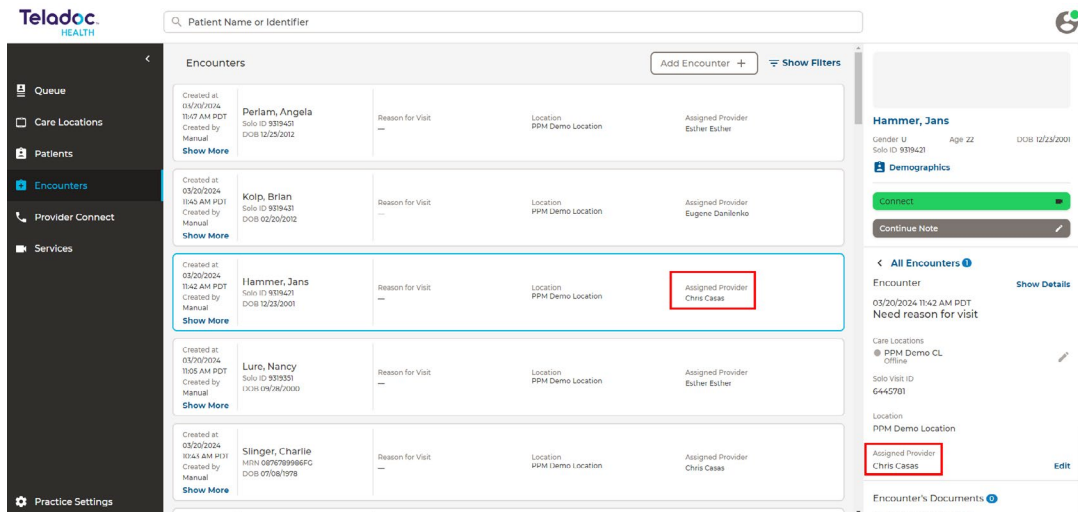 Teladoc
HEALTH
Patient Name or Identifier
Queue
Care Locations
Patients
Encounters
Provider Connect
Services
Practice Settings
Encounters
Add Encounter +
Show Filters
Created at
03/20/2024
11:47 AM PDT
Created by
Manual
Show More
Perlam, Angela
Solo ID 9319451
DOB 12/25/2012
Reason for Visit
—
Location
PPM Demo Location
Assigned Provider
Esther Esther
Created at
03/20/2024
11:45 AM PDT
Created by
Manual
Show More
Kolp, Brian
Solo ID 9319431
DOB 02/20/2012
Reason for Visit
—
Location
PPM Demo Location
Assigned Provider
Eugene Danilenko
Created at
03/20/2024
11:42 AM PDT
Created by
Manual
Show More
Hammer, Jans
Solo ID 9319421
DOB 12/23/2001
Reason for Visit
—
Location
PPM Demo Location
Assigned Provider
Chris Casas
Created at
03/20/2024
11:05 AM PDT
Created by
Manual
Show More
Lure, Nancy
Solo ID 9319351
DOB 09/28/2000
Reason for Visit
—
Location
PPM Demo Location
Assigned Provider
Esther Esther
Created at
03/20/2024
10:43 AM PDT
Created by
Manual
Show More
Slinger, Charlie
MRN 0876789986FG
DOB 07/08/1978
Reason for Visit
—
Location
PPM Demo Location
Assigned Provider
Chris Casas
Hammer, Jans
Gender U Age 22 DOB 12/23/2001
Solo ID 9319421
Demographics
Connect
Continue Note
All Encounters 1
Encounter Show Details
03/20/2024 11:42 AM PDT
Need reason for visit
Care Locations
PPM Demo CL
Offline
Solo Visit ID
6445781
Location
PPM Demo Location
Assigned Provider
Chris Casas Edit
Encounter's Documents 0